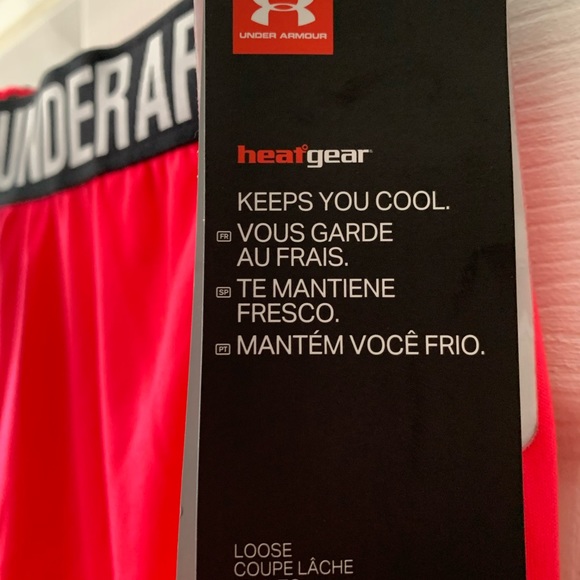 UNDER ARMOUR
UNDERAR
heatgear
KEEPS YOU COOL.
FR VOUS GARDE
AU FRAIS.
SP TE MANTIENE
FRESCO.
PT MANTÉM VOCÊ FRIO.
LOOSE
COUPE LÂCHE